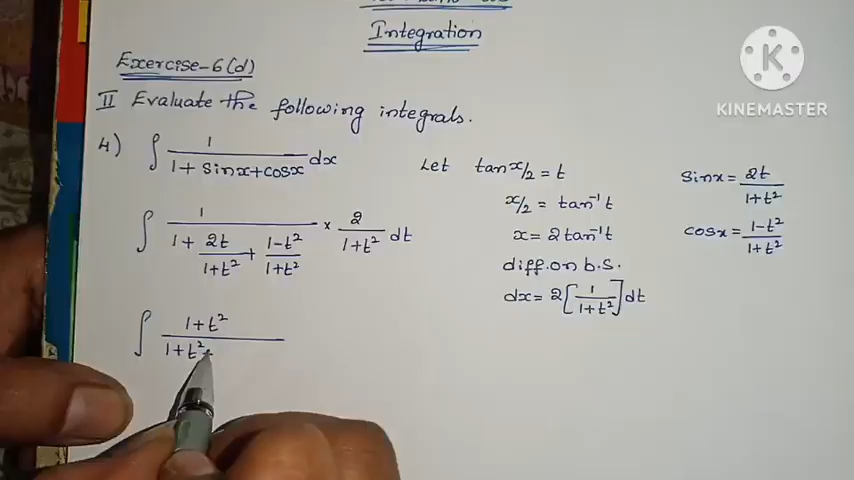 Integration
Exercise-6(d)
II Evaluate the following integrals.
4) ∫ 1/(1+sinx+cosx) dx
∫ 1/(1+ 2t/(1+t²) + (1-t²)/(1+t²)) × 2/(1+t²) dt
∫ (1+t²)/(1+t²+
Let tan x/2 = t
x/2 = tan⁻¹t
x = 2tan⁻¹t
diff.on b.s.
dx = 2[1/(1+t²)]dt
sinx = 2t/(1+t²)
cosx = (1-t²)/(1+t²)
KINEMASTER